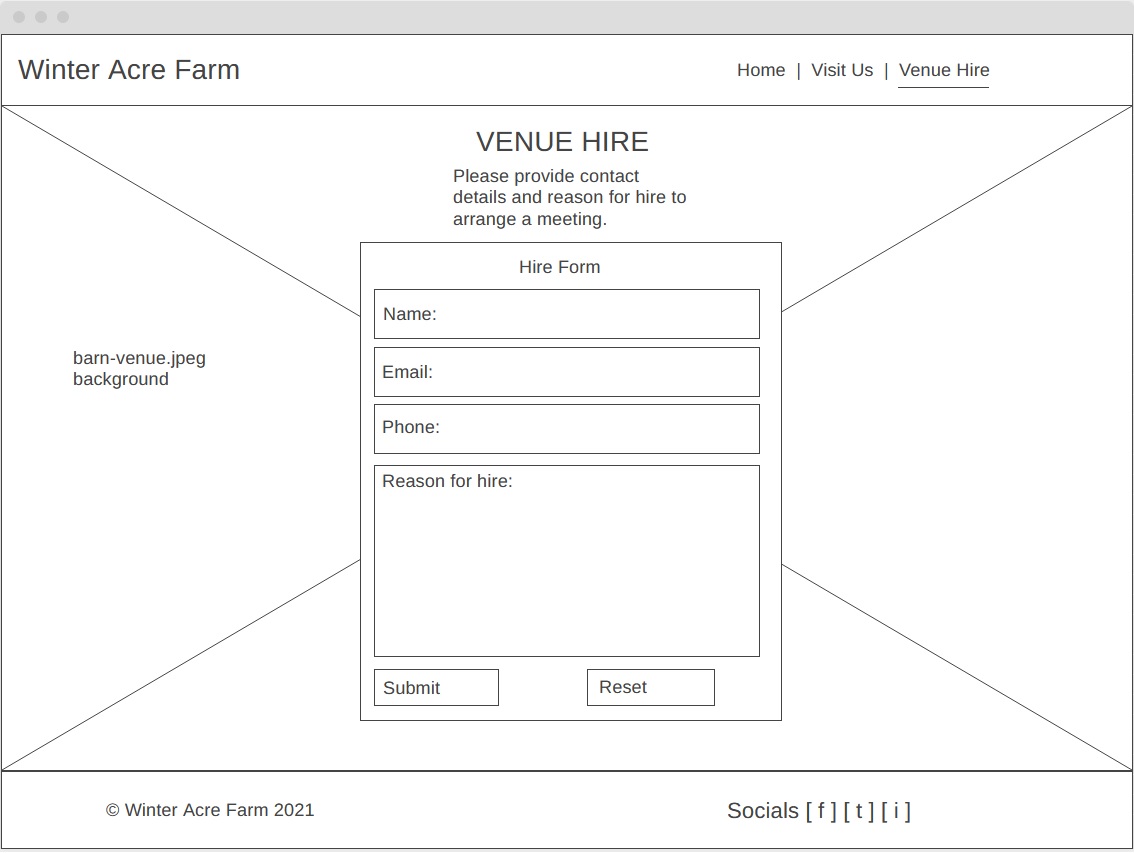 Winter Acre Farm
Home | Visit Us | Venue Hire
VENUE HIRE
Please provide contact
details and reason for hire to
arrange a meeting.
Hire Form
Name:
barn-venue.jpeg
background
Email:
Phone:
Reason for hire:
Submit
Reset
© Winter Acre Farm 2021
Socials [ f ] [ t ] [ i ]